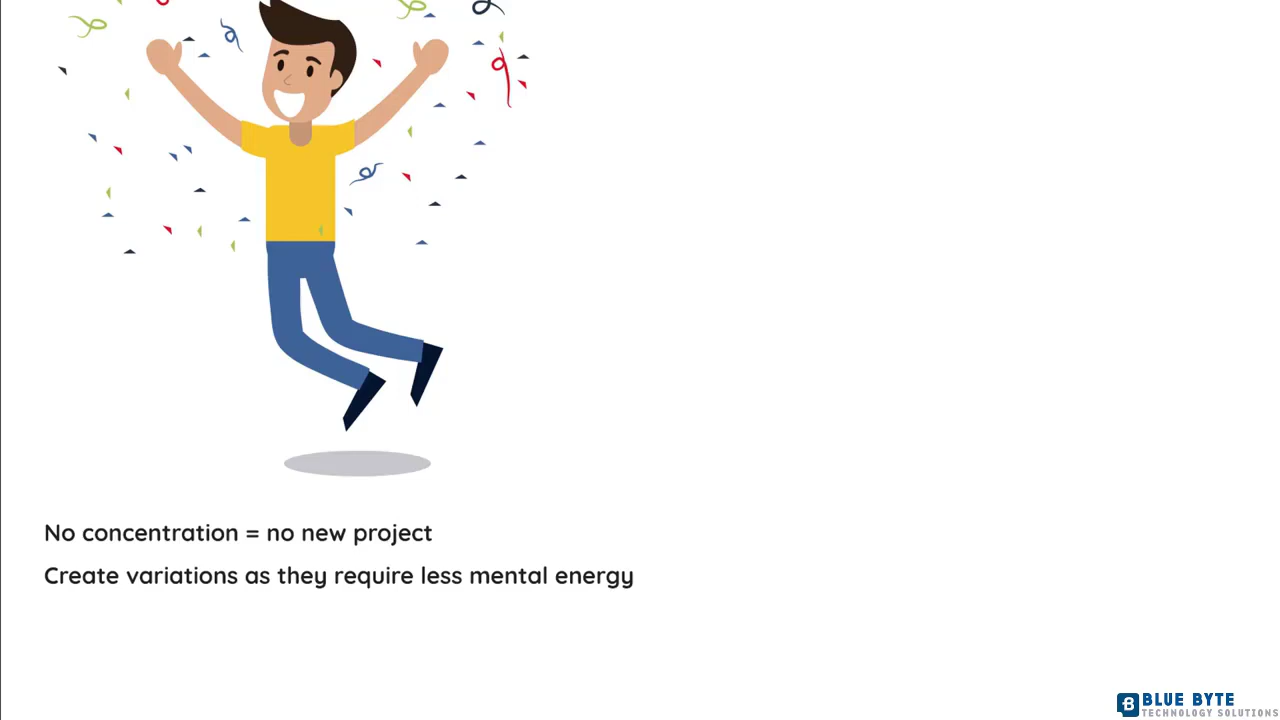 No concentration = no new project
Create variations as they require less mental energy
BLUE BYTE
TECHNOLOGY SOLUTIONS